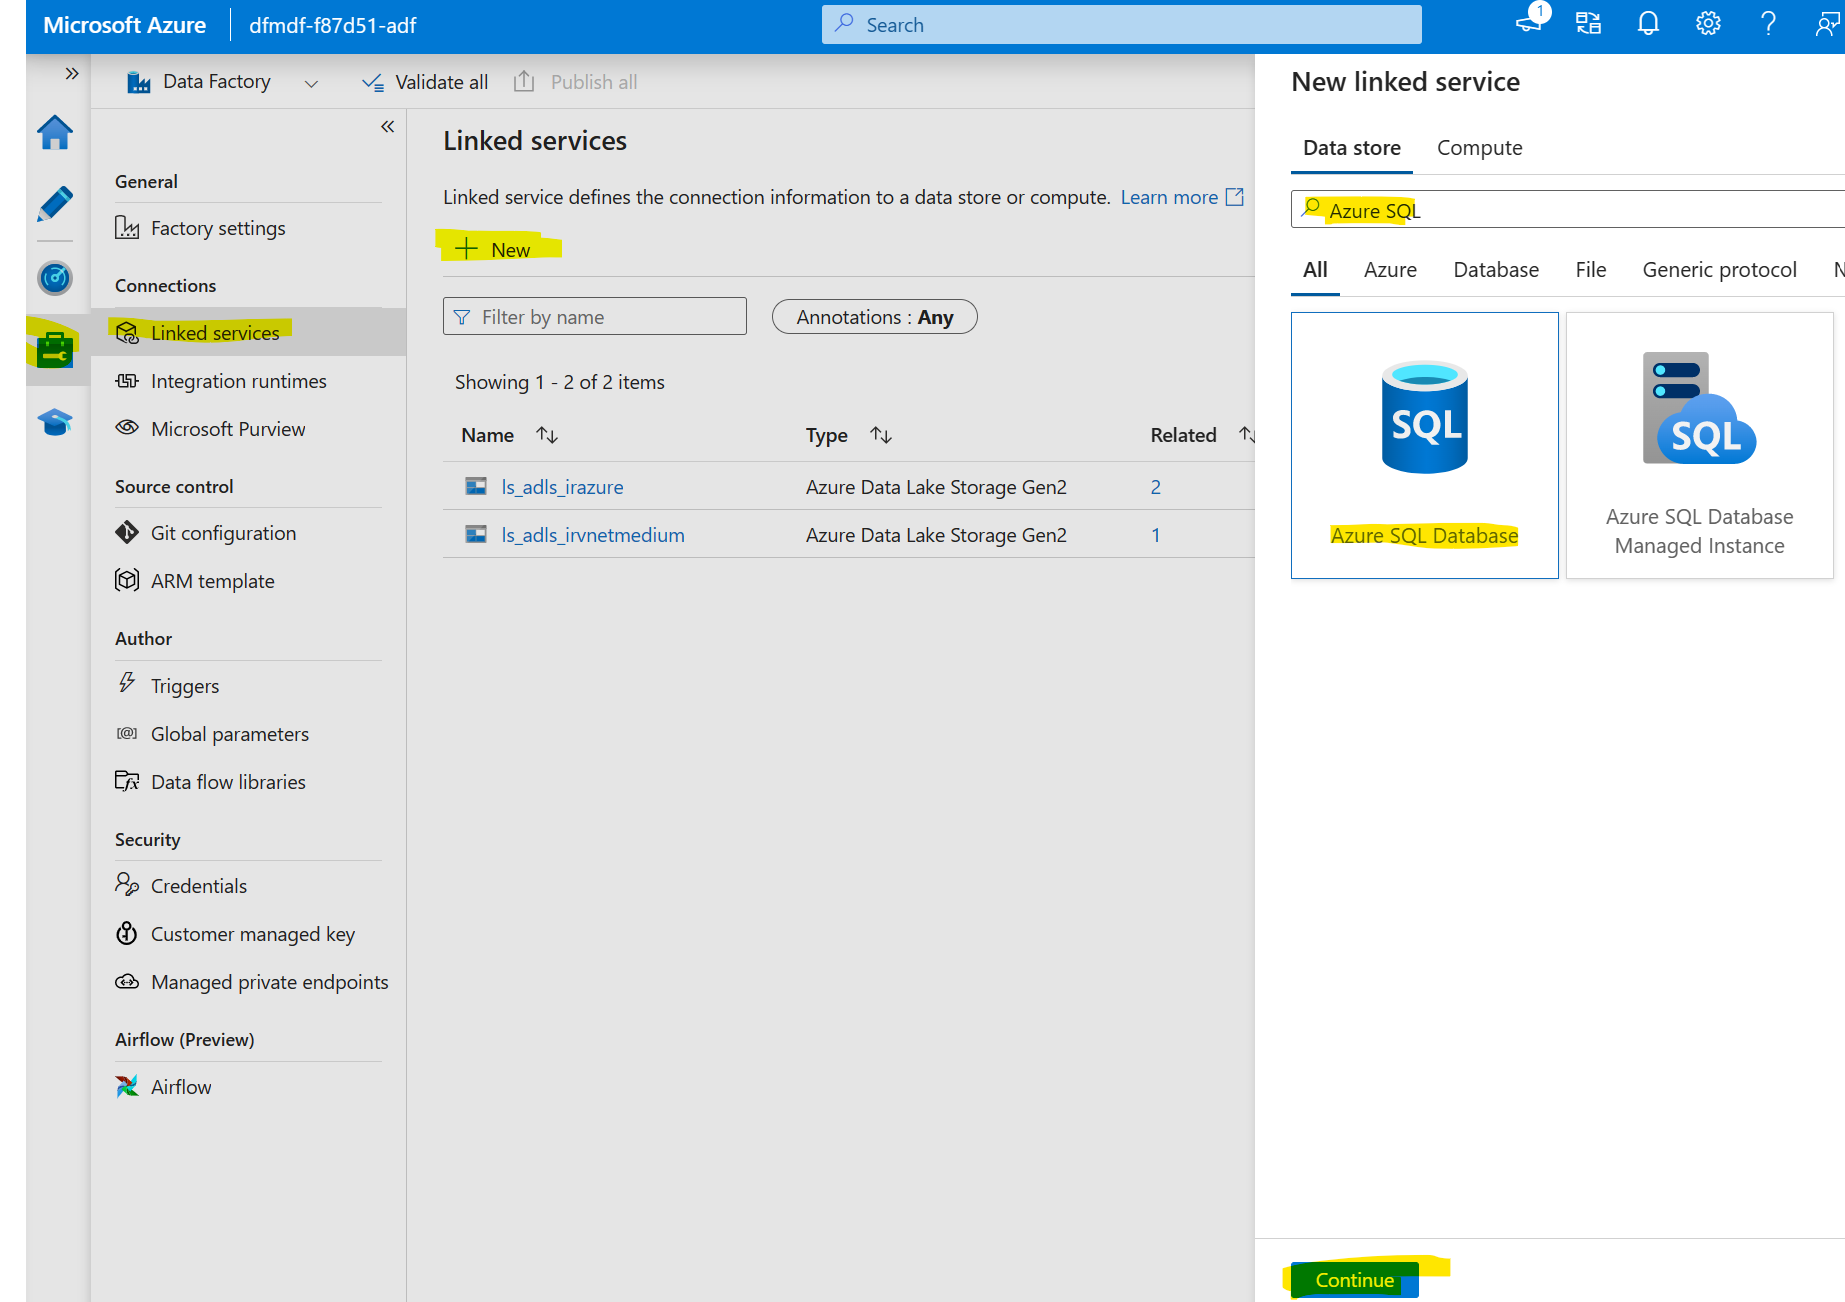 Microsoft Azure
dfmdf-f87d51-adf
Search
1
Data Factory
Validate all
Publish all
General
Factory settings
Connections
Linked services
Integration runtimes
Microsoft Purview
Source control
Git configuration
ARM template
Author
Triggers
Global parameters
Data flow libraries
Security
Credentials
Customer managed key
Managed private endpoints
Airflow (Preview)
Airflow
Linked services
Linked service defines the connection information to a data store or compute. Learn more
New
Filter by name
Annotations : Any
Showing 1 - 2 of 2 items
Name Type Related
ls_adls_irazure Azure Data Lake Storage Gen2 2
ls_adls_irvnetmedium Azure Data Lake Storage Gen2 1
New linked service
Data store Compute
Azure SQL
All Azure Database File Generic protocol N
SQL
Azure SQL Database
SQL
Azure SQL Database
Managed Instance
Continue